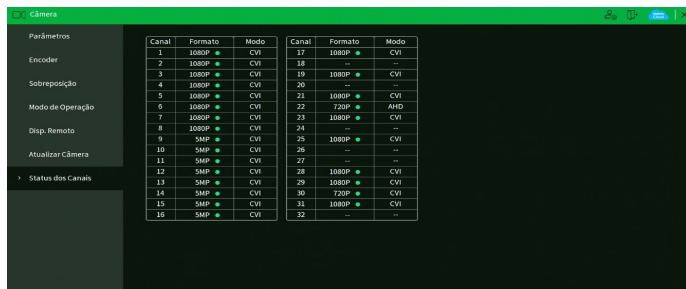 Câmera
Parâmetros
Encoder
Sobreposição
Modo de Operação
Disp. Remoto
Atualizar Câmera
Status dos Canais
Canal Formato Modo
1 1080P CVI
2 1080P CVI
3 1080P CVI
4 1080P CVI
5 1080P CVI
6 1080P CVI
7 1080P CVI
8 1080P CVI
9 5MP CVI
10 5MP CVI
11 5MP CVI
12 5MP CVI
13 5MP CVI
14 5MP CVI
15 5MP CVI
16 5MP CVI
Canal Formato Modo
17 1080P CVI
18 -- --
19 1080P CVI
20 -- --
21 1080P CVI
22 720P AHD
23 1080P CVI
24 -- --
25 1080P CVI
26 -- --
27 -- --
28 1080P CVI
29 1080P CVI
30 720P CVI
31 1080P CVI
32 -- --